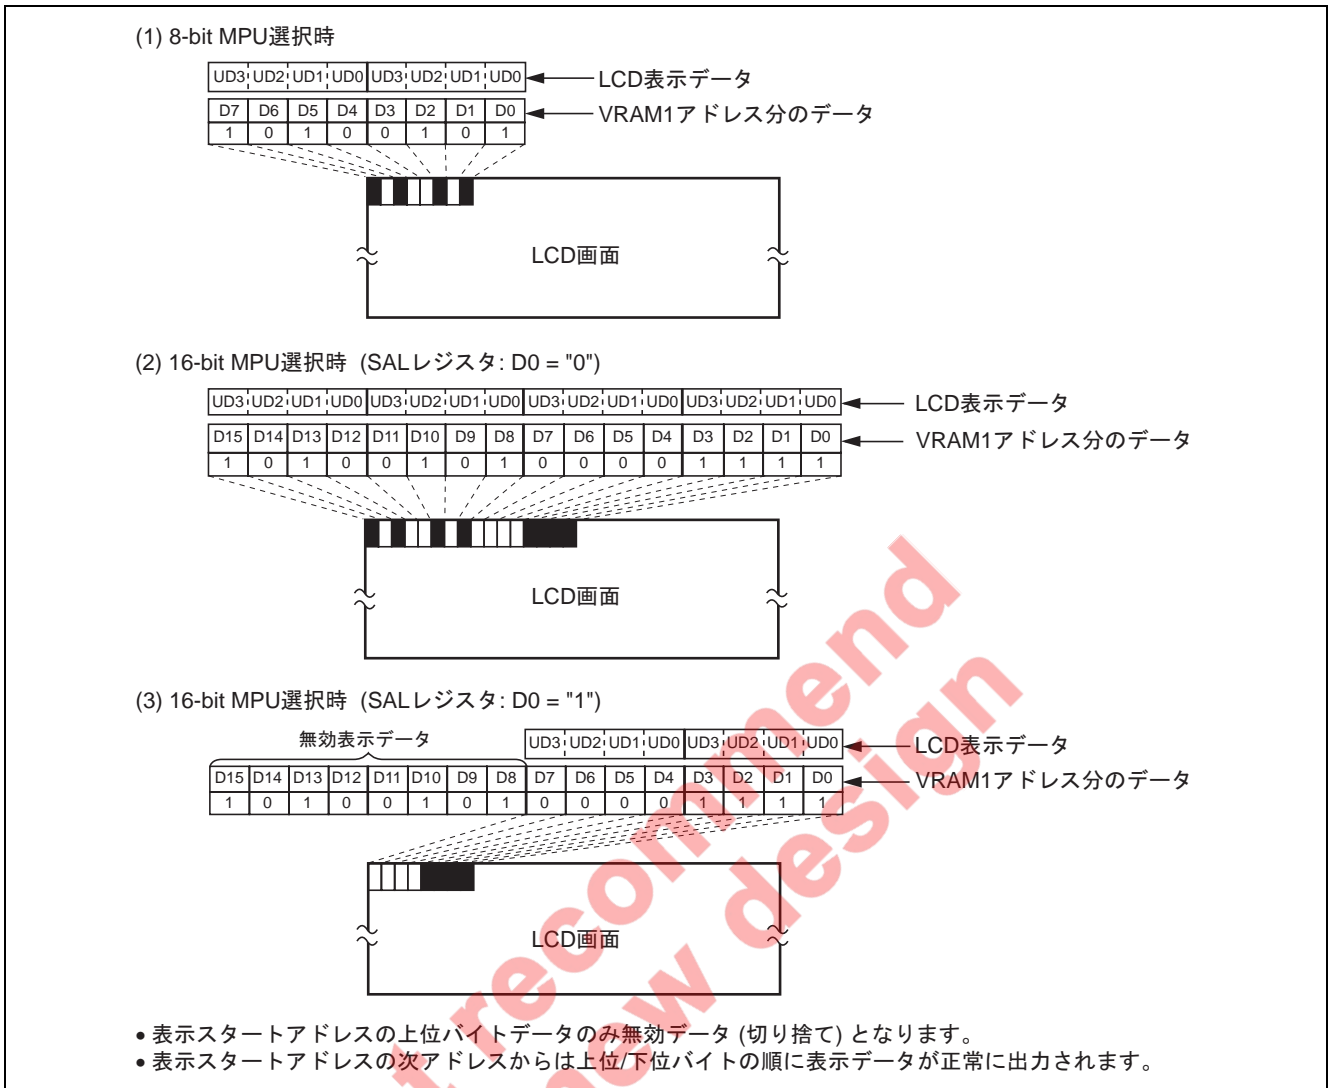 (1) 8-bit MPU選択時
UD3 UD2 UD1 UD0 UD3 UD2 UD1 UD0 LCD表示データ
D7 D6 D5 D4 D3 D2 D1 D0 VRAM1アドレス分のデータ
1 0 1 0 0 1 0 1
LCD画面
(2) 16-bit MPU選択時 (SALレジスタ: D0 = "0")
UD3 UD2 UD1 UD0 UD3 UD2 UD1 UD0 UD3 UD2 UD1 UD0 UD3 UD2 UD1 UD0 LCD表示データ
D15 D14 D13 D12 D11 D10 D9 D8 D7 D6 D5 D4 D3 D2 D1 D0 VRAM1アドレス分のデータ
1 0 1 0 0 1 0 1 0 0 0 0 1 1 1 1
LCD画面
(3) 16-bit MPU選択時 (SALレジスタ: D0 = "1")
無効表示データ
UD3 UD2 UD1 UD0 UD3 UD2 UD1 UD0 LCD表示データ
D15 D14 D13 D12 D11 D10 D9 D8 D7 D6 D5 D4 D3 D2 D1 D0 VRAM1アドレス分のデータ
1 0 1 0 0 1 0 1 0 0 0 0 1 1 1 1
LCD画面
• 表示スタートアドレスの上位バイトデータのみ無効データ (切り捨て) となります。
• 表示スタートアドレスの次アドレスからは上位/下位バイトの順に表示データが正常に出力されます。
recommend
new design